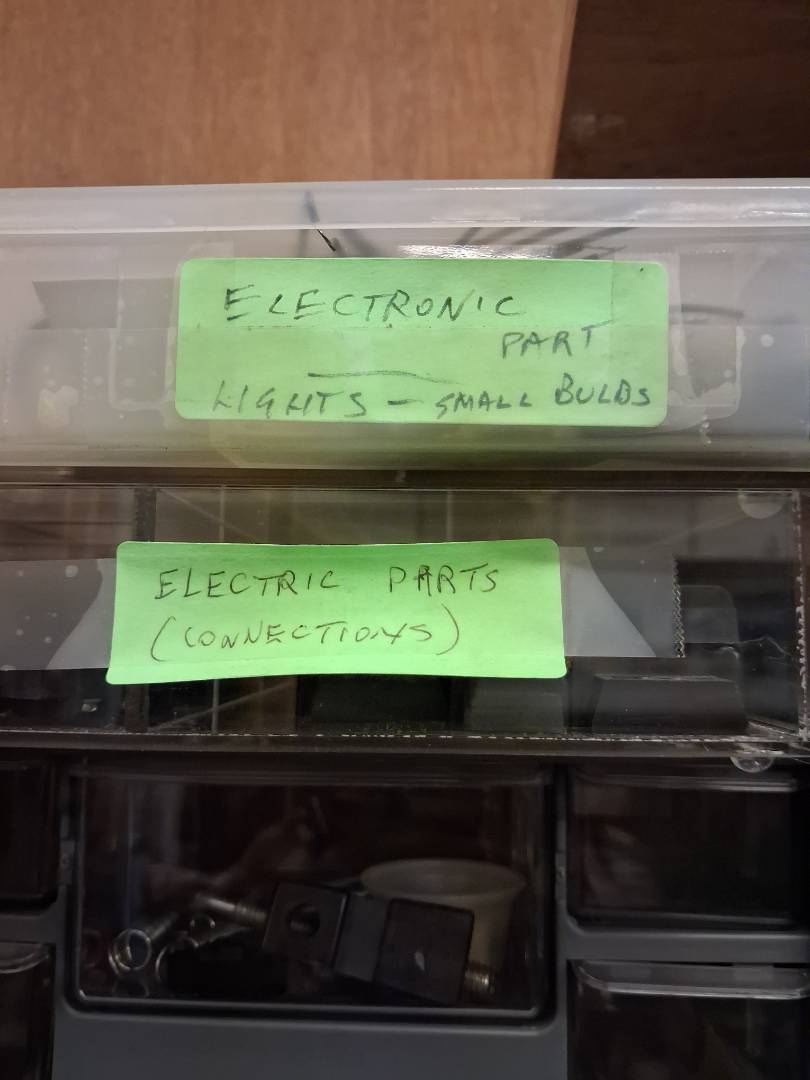 ELECTRONIC
PART
LIGHTS - SMALL BULBS
ELECTRIC PARTS
(CONNECTIONS)